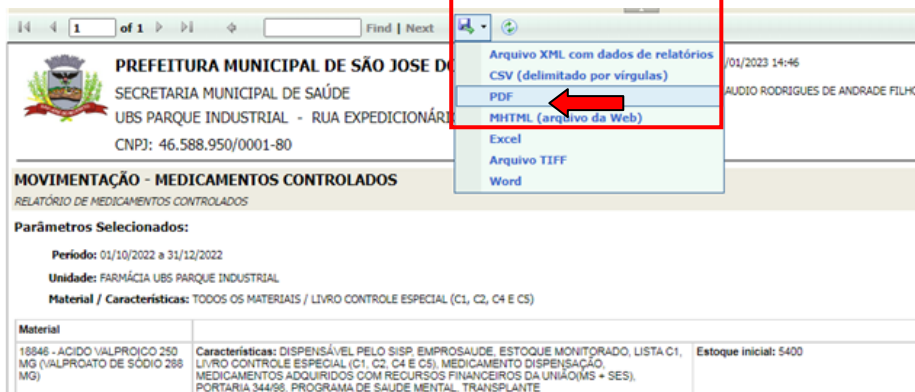 1 of 1 Find | Next
Arquivo XML com dados de relatórios
CSV (delimitado por vírgulas)
PDF
MHTML (arquivo da Web)
Excel
Arquivo TIFF
Word
PREFEITURA MUNICIPAL DE SÃO JOSE DO
/01/2023 14:46
SECRETARIA MUNICIPAL DE SAÚDE
AUDIO RODRIGUES DE ANDRADE FILHO
UBS PARQUE INDUSTRIAL - RUA EXPEDICIONÁRI
CNPJ: 46.588.950/0001-80
MOVIMENTAÇÃO - MEDICAMENTOS CONTROLADOS
RELATÓRIO DE MEDICAMENTOS CONTROLADOS
Parâmetros Selecionados:
Período: 01/10/2022 a 31/12/2022
Unidade: FARMÁCIA UBS PARQUE INDUSTRIAL
Material / Características: TODOS OS MATERIAIS / LIVRO CONTROLE ESPECIAL (C1, C2, C4 E C5)
Material
18846 - ACIDO VALPROICO 250
MG (VALPROATO DE SÓDIO 288
MG)
Características: DISPENSÁVEL PELO SISP, EMPROSAUDE, ESTOQUE MONITORADO, LISTA C1,
LIVRO CONTROLE ESPECIAL (C1, C2, C4 E C5), MEDICAMENTO DISPENSAÇÃO,
MEDICAMENTOS ADQUIRIDOS COM RECURSOS FINANCEIROS DA UNIÃO(MS + SES),
PORTARIA 344/98, PROGRAMA DE SAUDE MENTAL, TRANSPLANTE
Estoque inicial: 5400